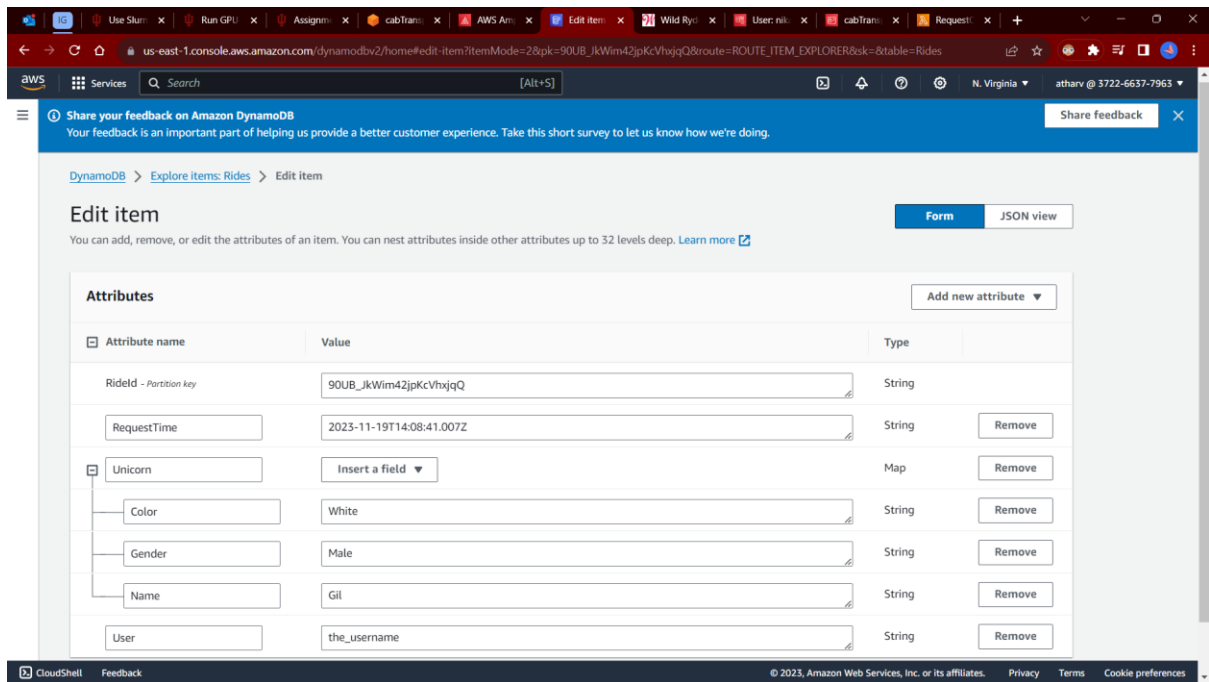 IG
Use Slurm
Run GPU
Assignme
cabTrans
AWS Am
Edit item
Wild Ryd
User: nik
cabTrans
Request
us-east-1.console.aws.amazon.com/dynamodbv2/home#edit-item?itemMode=2&pk=90UB_JkWim42jpKcVhxjqQ&route=ROUTE_ITEM_EXPLORER&sk=&table=Rides
aws
Services
Search
[Alt+S]
N. Virginia
atharv @ 3722-6637-7963
Share your feedback on Amazon DynamoDB
Your feedback is an important part of helping us provide a better customer experience. Take this short survey to let us know how we're doing.
Share feedback
DynamoDB > Explore items: Rides > Edit item
Edit item
Form
JSON view
You can add, remove, or edit the attributes of an item. You can nest attributes inside other attributes up to 32 levels deep. Learn more
Attributes
Add new attribute
Attribute name Value Type
RideId - Partition key 90UB_JkWim42jpKcVhxjqQ String
RequestTime 2023-11-19T14:08:41.007Z String Remove
Unicorn Insert a field Map Remove
Color White String Remove
Gender Male String Remove
Name Gil String Remove
User the_username String Remove
CloudShell Feedback © 2023, Amazon Web Services, Inc. or its affiliates. Privacy Terms Cookie preferences